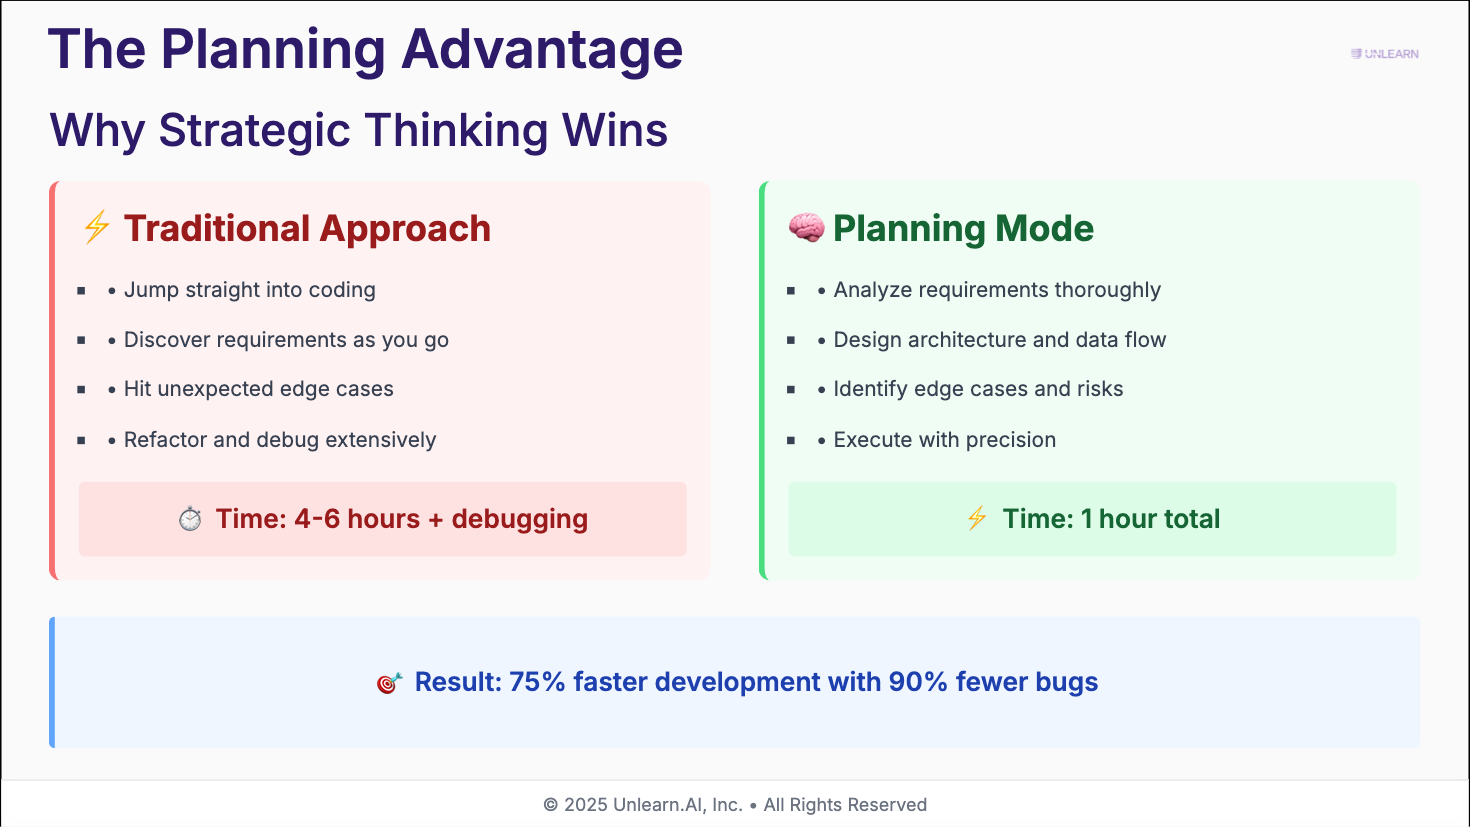 The Planning Advantage
UNLEARN
Why Strategic Thinking Wins
⚡ Traditional Approach
▪ • Jump straight into coding
▪ • Discover requirements as you go
▪ • Hit unexpected edge cases
▪ • Refactor and debug extensively
⏱️ Time: 4-6 hours + debugging
🧠 Planning Mode
▪ • Analyze requirements thoroughly
▪ • Design architecture and data flow
▪ • Identify edge cases and risks
▪ • Execute with precision
⚡ Time: 1 hour total
🎯 Result: 75% faster development with 90% fewer bugs
© 2025 Unlearn.AI, Inc. • All Rights Reserved